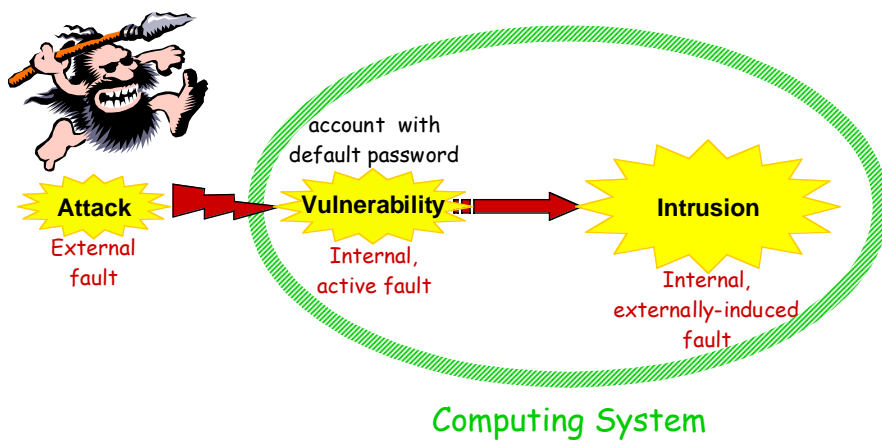 account with
default password
Attack
Vulnerability
Intrusion
External
fault
Internal,
active fault
Internal,
externally-induced
fault
Computing System